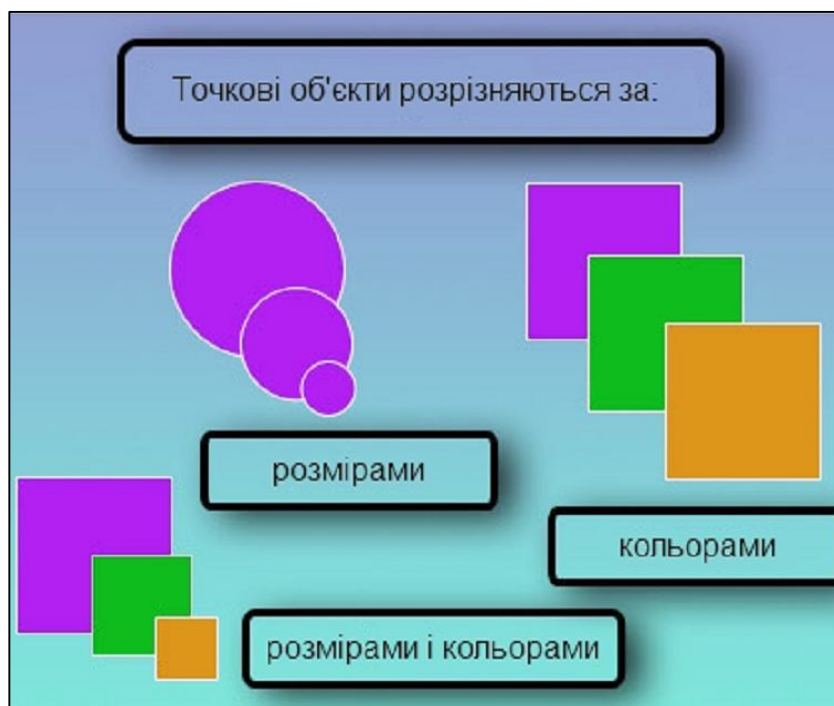 Точкові об'єкти розрізняються за:
розмірами
кольорами
розмірами і кольорами